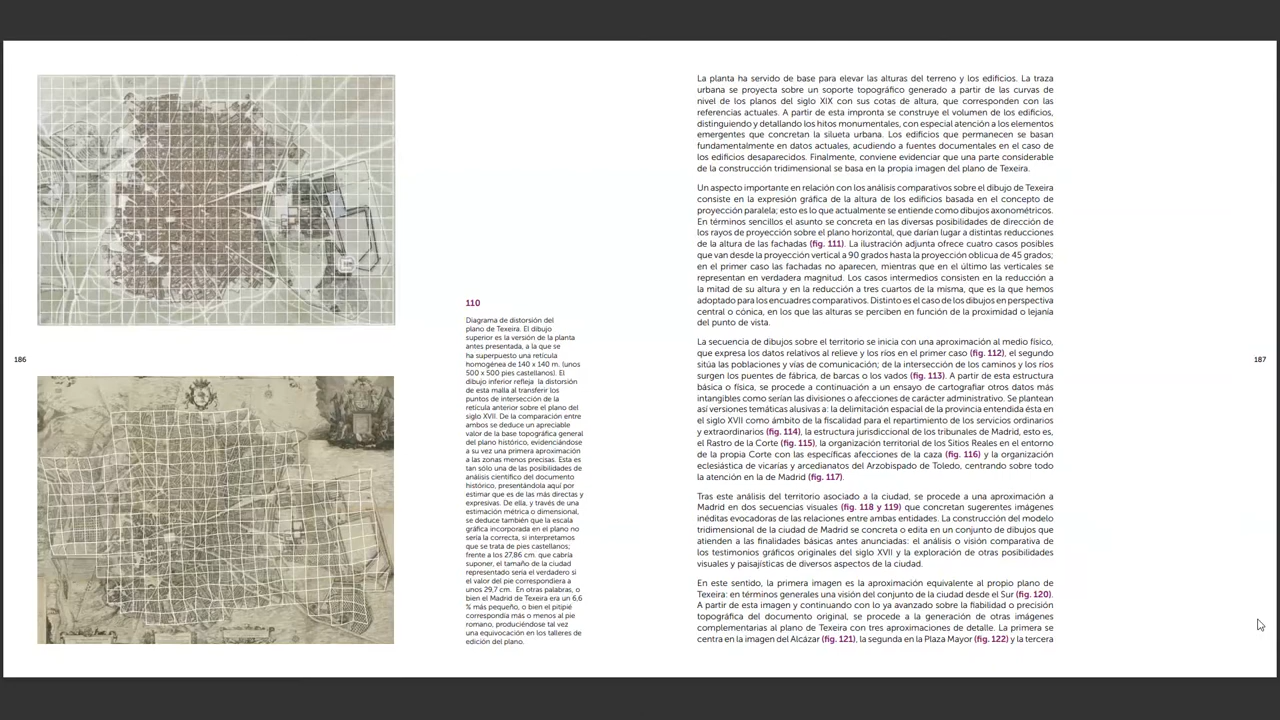 186
110
Diagrama de distorsión del
plano de Texeira. El dibujo
superior es la versión de la planta
antes presentada, a la que se
ha superpuesto una retícula
homogénea de 140 x 140 m. (unos
500 x 500 pies castellanos). El
dibujo inferior refleja la distorsión
de esta malla al transferir los
puntos de intersección de la
retícula anterior sobre el plano del
siglo XVII. De la comparación entre
ambos se deduce un apreciable
valor de la base topográfica general
del plano histórico, evidenciándose
a su vez una primera aproximación
a las zonas menos precisas. Esta es
tan sólo una de las posibilidades de
análisis científico del documento
histórico, presentándola aquí por
estimar que es de las más directas y
expresivas. De ella, y través de una
estimación métrica o dimensional,
se deduce también que la escala
gráfica incorporada en el plano no
sería la correcta, si interpretamos
que se trata de pies castellanos;
frente a los 27,86 cm. que cabría
suponer, el tamaño de la ciudad
representado sería el verdadero si
el valor del pie correspondiera a
unos 29,7 cm. En otras palabras, o
bien el Madrid de Texeira era un 6,6
% más pequeño, o bien el pitipié
correspondía más o menos al pie
romano, produciéndose tal vez
una equivocación en los talleres de
edición del plano.
La planta ha servido de base para elevar las alturas del terreno y los edificios. La traza
urbana se proyecta sobre un soporte topográfico generado a partir de las curvas de
nivel de los planos del siglo XIX con sus cotas de altura, que corresponden con las
referencias actuales. A partir de esta impronta se construye el volumen de los edificios,
distinguiendo y detallando los hitos monumentales, con especial atención a los elementos
emergentes que concretan la silueta urbana. Los edificios que permanecen se basan
fundamentalmente en datos actuales, acudiendo a fuentes documentales en el caso de
los edificios desaparecidos. Finalmente, conviene evidenciar que una parte considerable
de la construcción tridimensional se basa en la propia imagen del plano de Texeira.
Un aspecto importante en relación con los análisis comparativos sobre el dibujo de Texeira
consiste en la expresión gráfica de la altura de los edificios basada en el concepto de
proyección paralela; esto es lo que actualmente se entiende como dibujos axonométricos.
En términos sencillos el asunto se concreta en las diversas posibilidades de dirección de
los rayos de proyección sobre el plano horizontal, que darían lugar a distintas reducciones
de la altura de las fachadas (fig. 111). La ilustración adjunta ofrece cuatro casos posibles
que van desde la proyección vertical a 90 grados hasta la proyección oblicua de 45 grados;
en el primer caso las fachadas no aparecen, mientras que en el último las verticales se
representan en verdadera magnitud. Los casos intermedios consisten en la reducción a
la mitad de su altura y en la reducción a tres cuartos de la misma, que es la que hemos
adoptado para los encuadres comparativos. Distinto es el caso de los dibujos en perspectiva
central o cónica, en los que las alturas se perciben en función de la proximidad o lejanía
del punto de vista.
La secuencia de dibujos sobre el territorio se inicia con una aproximación al medio físico,
que expresa los datos relativos al relieve y los ríos en el primer caso (fig. 112), el segundo
sitúa las poblaciones y vías de comunicación; de la intersección de los caminos y los ríos
surgen los puentes de fábrica, de barcas o los vados (fig. 113). A partir de esta estructura
básica o física, se procede a continuación a un ensayo de cartografiar otros datos más
intangibles como serían las divisiones o afecciones de carácter administrativo. Se plantean
así versiones temáticas alusivas a: la delimitación espacial de la provincia entendida ésta en
el siglo XVII como ámbito de la fiscalidad para el repartimiento de los servicios ordinarios
y extraordinarios (fig. 114), la estructura jurisdiccional de los tribunales de Madrid, esto es,
el Rastro de la Corte (fig. 115), la organización territorial de los Sitios Reales en el entorno
de la propia Corte con las específicas afecciones de la caza (fig. 116) y la organización
eclesiástica de vicarías y arcedianatos del Arzobispado de Toledo, centrando sobre todo
la atención en la de Madrid (fig. 117).
Tras este análisis del territorio asociado a la ciudad, se procede a una aproximación a
Madrid en dos secuencias visuales (fig. 118 y 119) que concretan sugerentes imágenes
inéditas evocadoras de las relaciones entre ambas entidades. La construcción del modelo
tridimensional de la ciudad de Madrid se concreta o edita en un conjunto de dibujos que
atienden a las finalidades básicas antes anunciadas: el análisis o visión comparativa de
los testimonios gráficos originales del siglo XVII y la exploración de otras posibilidades
visuales y paisajísticas de diversos aspectos de la ciudad.
En este sentido, la primera imagen es la aproximación equivalente al propio plano de
Texeira: en términos generales una visión del conjunto de la ciudad desde el Sur (fig. 120).
A partir de esta imagen y continuando con lo ya avanzado sobre la fiabilidad o precisión
topográfica del documento original, se procede a la generación de otras imágenes
complementarias al plano de Texeira con tres aproximaciones de detalle. La primera se
centra en la imagen del Alcázar (fig. 121), la segunda en la Plaza Mayor (fig. 122) y la tercera
187